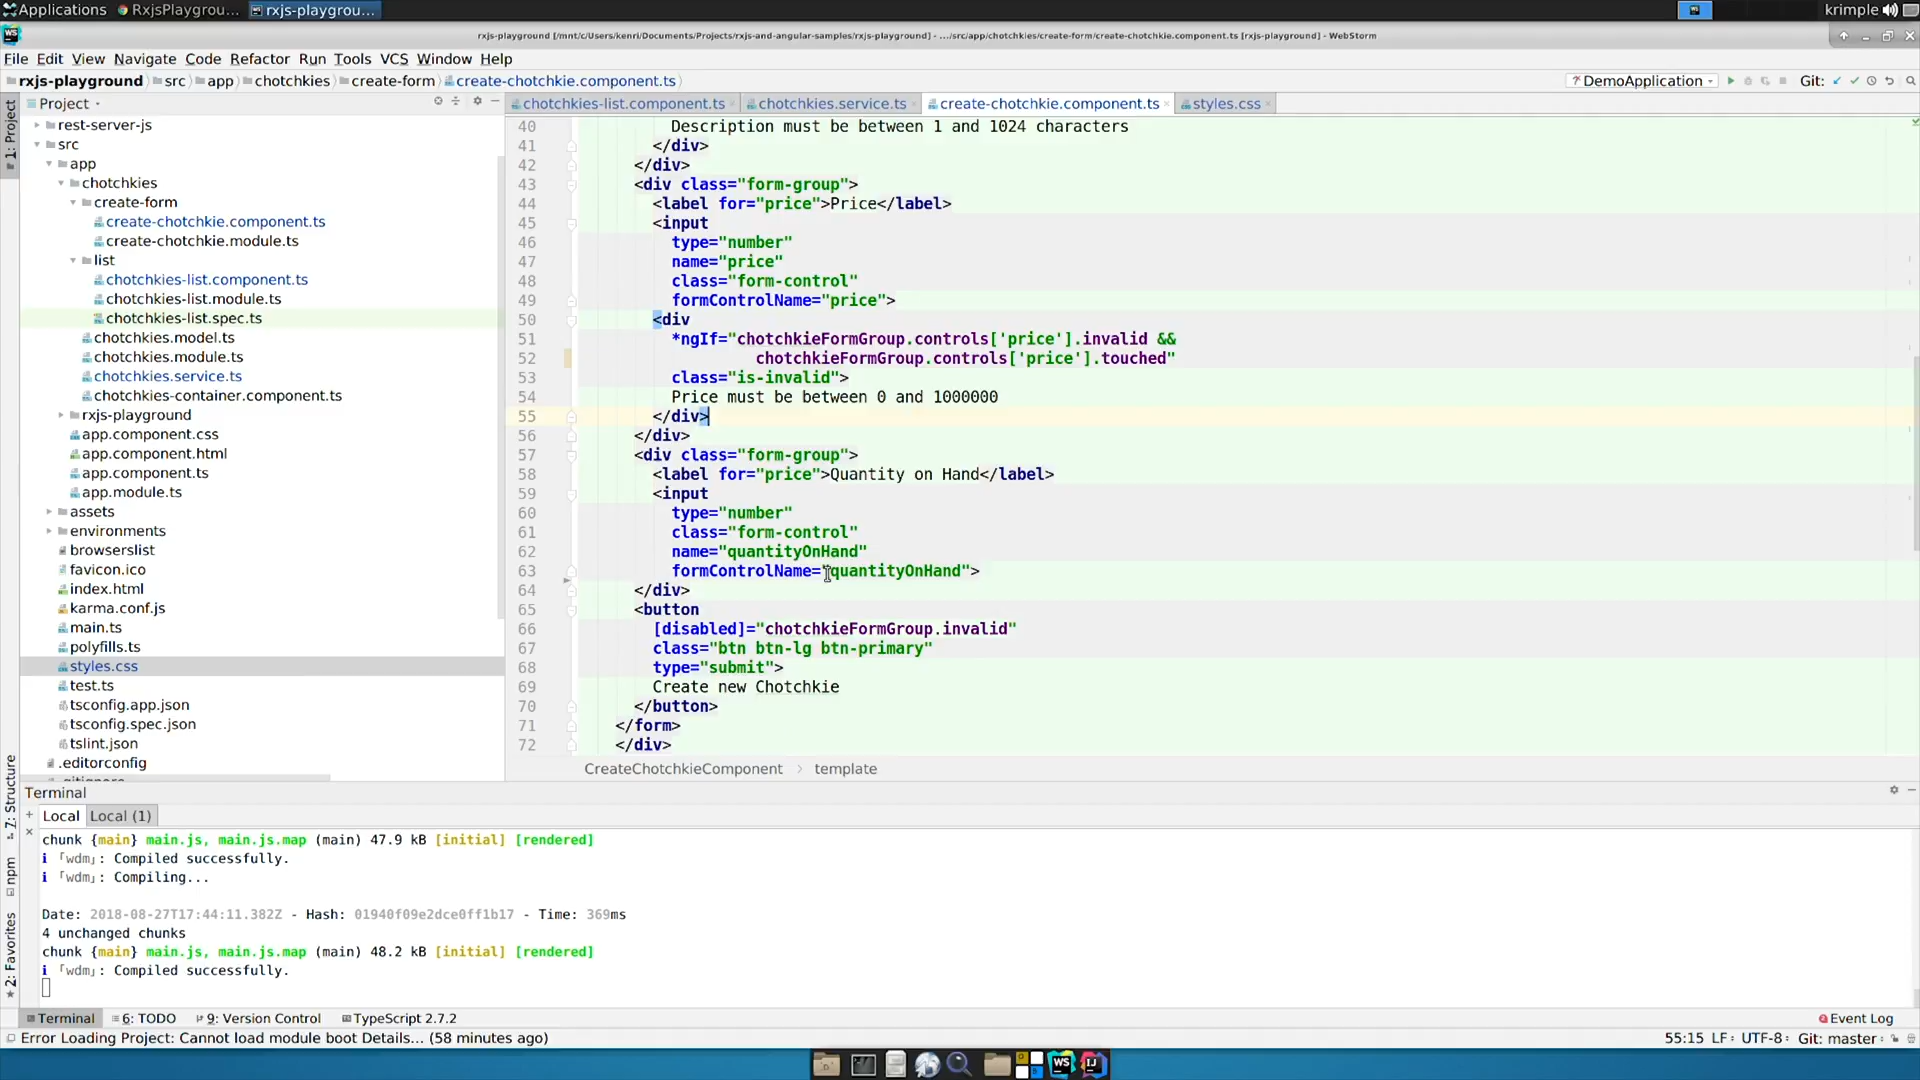 Applications RxjsPlaygrou... rxjs-playgrou... krimple
rxjs-playground [/mnt/c/Users/kenri/Documents/Projects/rxjs-and-angular-samples/rxjs-playground] - .../src/app/chotchkies/create-form/create-chotchkie.component.ts [rxjs-playground] - WebStorm
File Edit View Navigate Code Refactor Run Tools VCS Window Help
rxjs-playground src app chotchkies create-form create-chotchkie.component.ts DemoApplication Git:
Project chotchkies-list.component.ts chotchkies.service.ts create-chotchkie.component.ts styles.css
1: Project
Z: Structure
npm
2: Favorites
rest-server-js
src
app
chotchkies
create-form
create-chotchkie.component.ts
create-chotchkie.module.ts
list
chotchkies-list.component.ts
chotchkies-list.module.ts
chotchkies-list.spec.ts
chotchkies.model.ts
chotchkies.module.ts
chotchkies.service.ts
chotchkies-container.component.ts
rxjs-playground
app.component.css
app.component.html
app.component.ts
app.module.ts
assets
environments
browserslist
favicon.ico
index.html
karma.conf.js
main.ts
polyfills.ts
styles.css
test.ts
tsconfig.app.json
tsconfig.spec.json
tslint.json
.editorconfig
40 Description must be between 1 and 1024 characters
41 </div>
42 </div>
43 <div class="form-group">
44 <label for="price">Price</label>
45 <input
46 type="number"
47 name="price"
48 class="form-control"
49 formControlName="price">
50 <div
51 *ngIf="chotchkieFormGroup.controls['price'].invalid &&
52 chotchkieFormGroup.controls['price'].touched"
53 class="is-invalid">
54 Price must be between 0 and 1000000
55 </div>
56 </div>
57 <div class="form-group">
58 <label for="price">Quantity on Hand</label>
59 <input
60 type="number"
61 class="form-control"
62 name="quantityOnHand"
63 formControlName="quantityOnHand">
64 </div>
65 <button
66 [disabled]="chotchkieFormGroup.invalid"
67 class="btn btn-lg btn-primary"
68 type="submit">
69 Create new Chotchkie
70 </button>
71 </form>
72 </div>
CreateChotchkieComponent > template
Terminal
Local Local (1)
chunk {main} main.js, main.js.map (main) 47.9 kB [initial] [rendered]
ℹ ｢wdm｣: Compiled successfully.
ℹ ｢wdm｣: Compiling...
Date: 2018-08-27T17:44:11.382Z - Hash: 01940f09e2dce0ff1b17 - Time: 369ms
4 unchanged chunks
chunk {main} main.js, main.js.map (main) 48.2 kB [initial] [rendered]
ℹ ｢wdm｣: Compiled successfully.
Terminal 6: TODO 9: Version Control TypeScript 2.7.2 Event Log
Error Loading Project: Cannot load module boot Details... (58 minutes ago) 55:15 LF: UTF-8: Git: master:
WS IJ